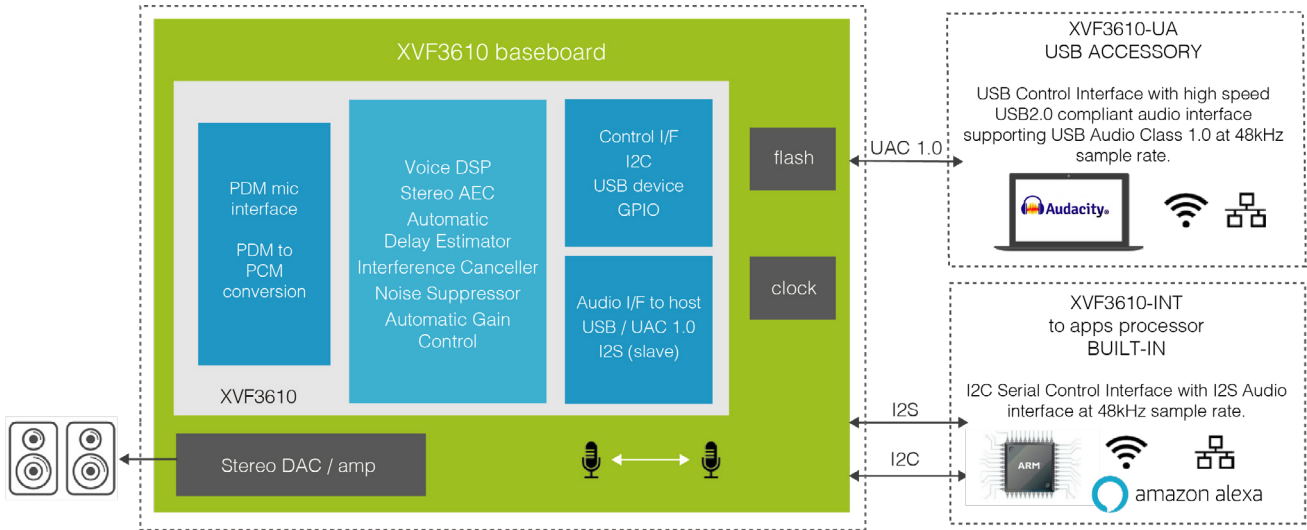 XVF3610 baseboard
PDM mic
interface
PDM to
PCM
conversion
XVF3610
Voice DSP
Stereo AEC
Automatic
Delay Estimator
Interference Canceller
Noise Suppressor
Automatic Gain
Control
Control I/F
I2C
USB device
GPIO
Audio I/F to host
USB / UAC 1.0
I2S (slave)
flash
clock
Stereo DAC / amp
UAC 1.0
I2S
I2C
XVF3610-UA
USB ACCESSORY
USB Control Interface with high speed
USB2.0 compliant audio interface
supporting USB Audio Class 1.0 at 48kHz
sample rate.
Audacity®
XVF3610-INT
to apps processor
BUILT-IN
I2C Serial Control Interface with I2S Audio
interface at 48kHz sample rate.
ARM
amazon alexa